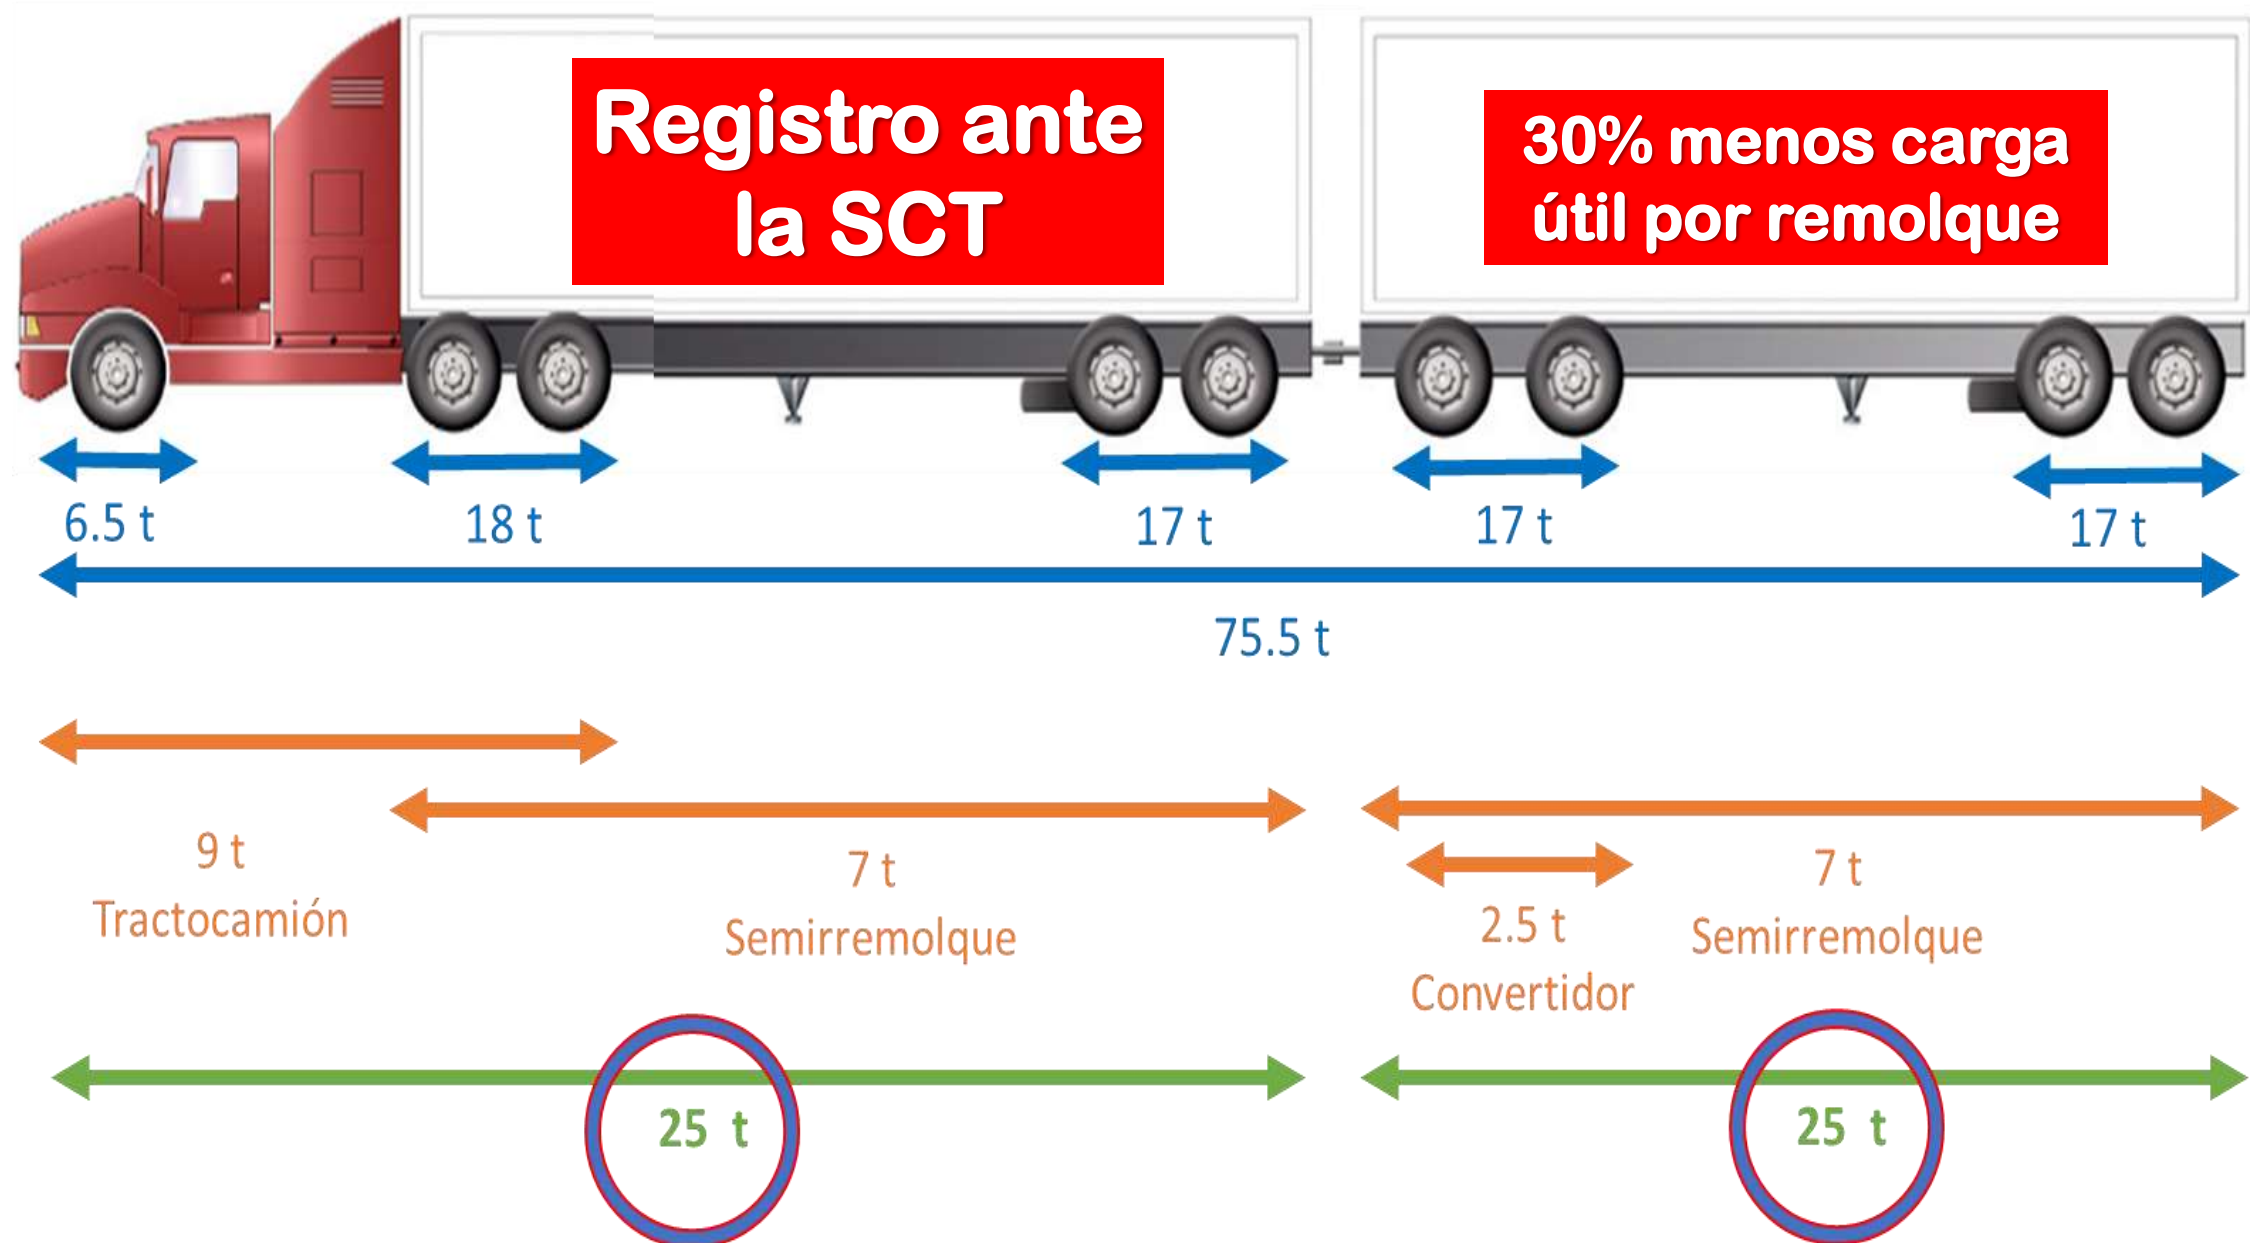 Registro ante
la SCT
30% menos carga
útil por remolque
6.5 t
18 t
17 t
17 t
17 t
75.5 t
9 t
Tractocamión
7 t
Semirremolque
2.5 t
Convertidor
7 t
Semirremolque
25 t
25 t